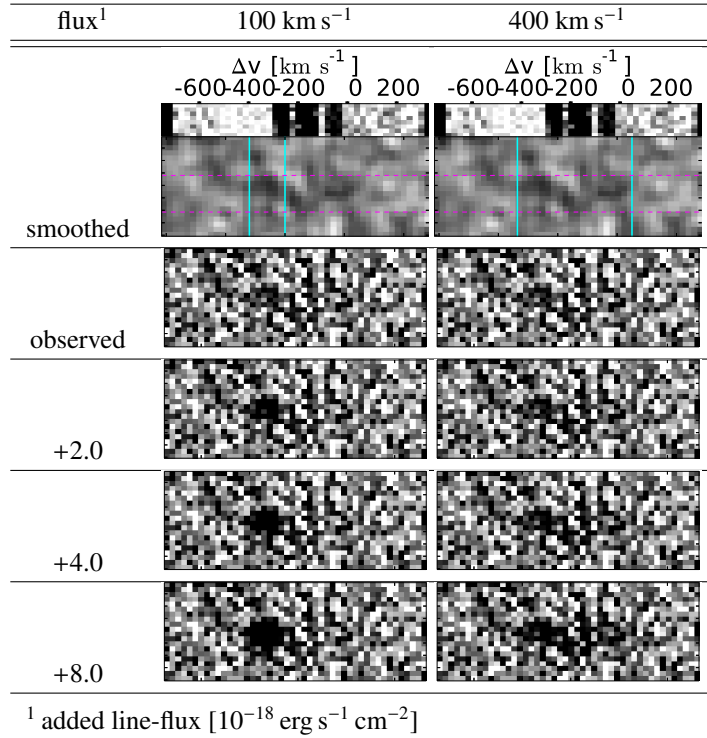 flux¹ 100 km s⁻¹ 400 km s⁻¹
Δv [km s⁻¹] Δv [km s⁻¹]
-600 -400 -200 0 200 -600 -400 -200 0 200
smoothed
observed
+2.0
+4.0
+8.0
¹ added line-flux [10⁻¹⁸ erg s⁻¹ cm⁻²]